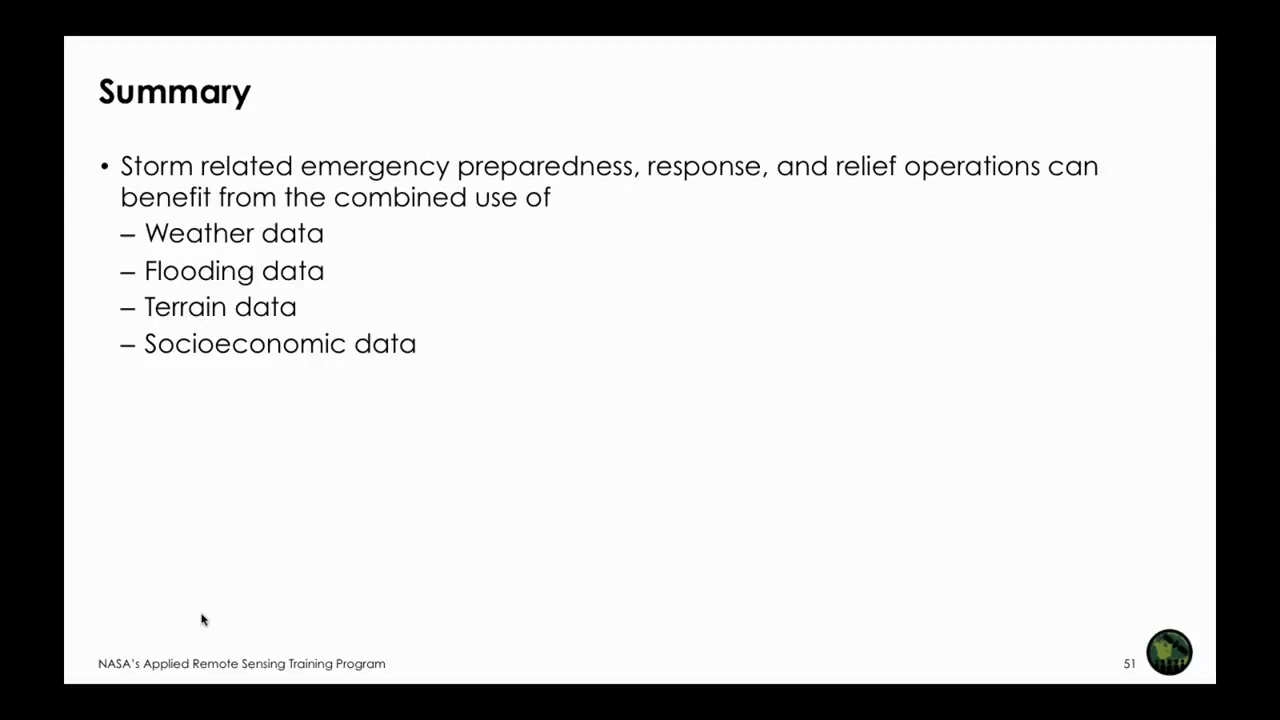 Summary
• Storm related emergency preparedness, response, and relief operations can
benefit from the combined use of
– Weather data
– Flooding data
– Terrain data
– Socioeconomic data
NASA's Applied Remote Sensing Training Program
51